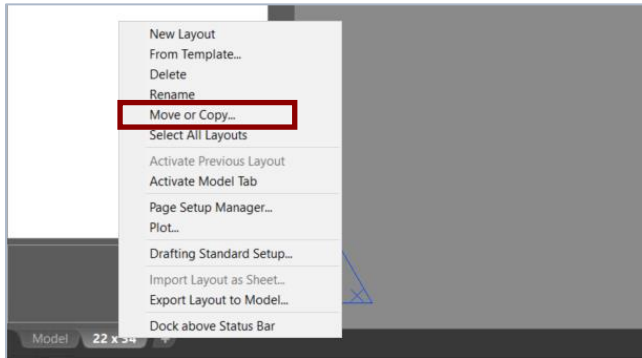 New Layout
From Template...
Delete
Rename
Move or Copy...
Select All Layouts
Activate Previous Layout
Activate Model Tab
Page Setup Manager...
Plot...
Drafting Standard Setup...
Import Layout as Sheet...
Export Layout to Model...
Dock above Status Bar
Model 22 x 34 +